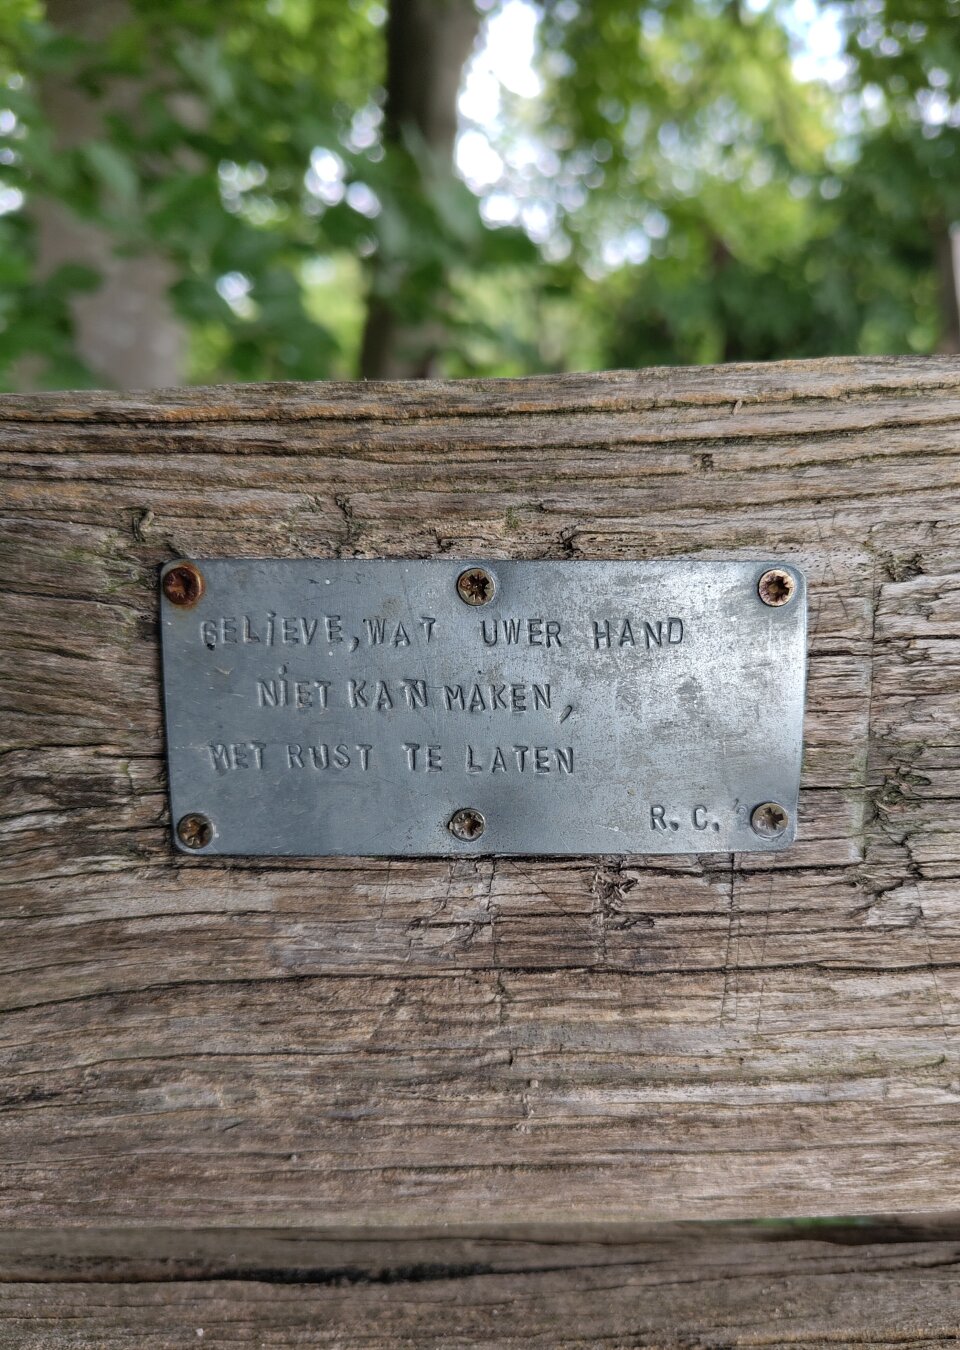 GELiEVE, WAT UWER HAND
NiET KAN MAKEN,
MET RUST TE LATEN
R. C.